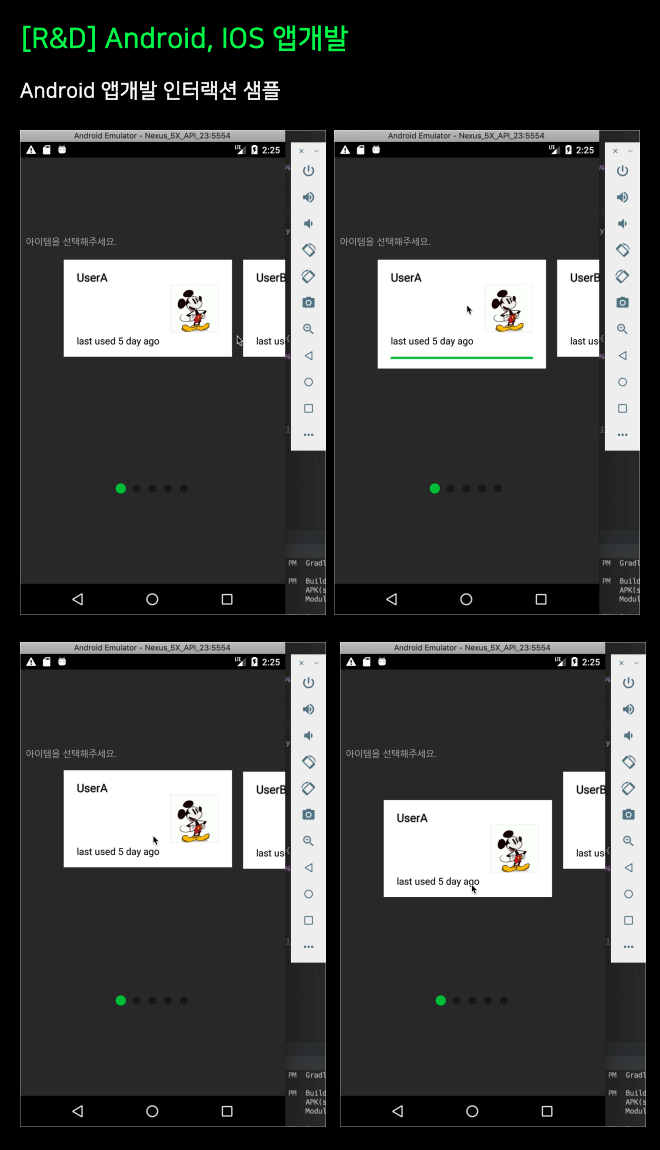 [R&D] Android, IOS 앱개발
Android 앱개발 인터랙션 샘플
Android Emulator - Nexus_5X_API_23:5554
LTE 2:25
아이템을 선택해주세요.
UserA
last used 5 day ago
UserB
last us
PM Gradl
PM Build
APK(s
Modul
Android Emulator - Nexus_5X_API_23:5554
LTE 2:25
아이템을 선택해주세요.
UserA
last used 5 day ago
UserB
last us
PM Gradl
PM Build
APK(s
Modul
Android Emulator - Nexus_5X_API_23:5554
LTE 2:25
아이템을 선택해주세요.
UserA
last used 5 day ago
UserB
last us
PM Gradl
PM Build
APK(s
Modul
Android Emulator - Nexus_5X_API_23:5554
LTE 2:25
아이템을 선택해주세요.
UserA
last used 5 day ago
UserB
last us
PM Gradl
PM Build
APK(s
Modul